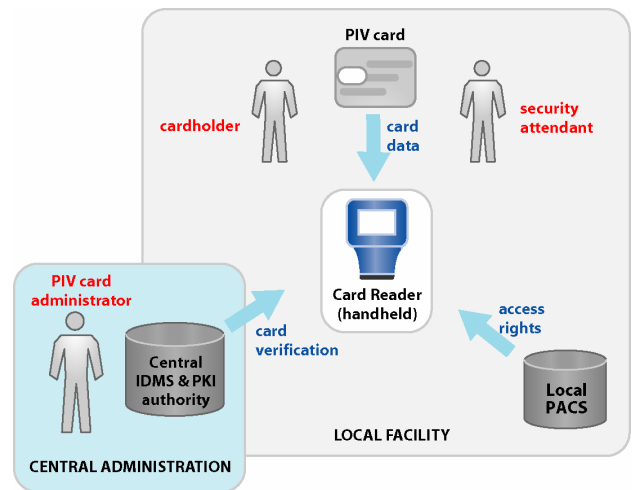 PIV card
cardholder
security
attendant
card
data
Card Reader
(handheld)
PIV card
administrator
card
verification
access
rights
Central
IDMS & PKI
authority
Local
PACS
LOCAL FACILITY
CENTRAL ADMINISTRATION